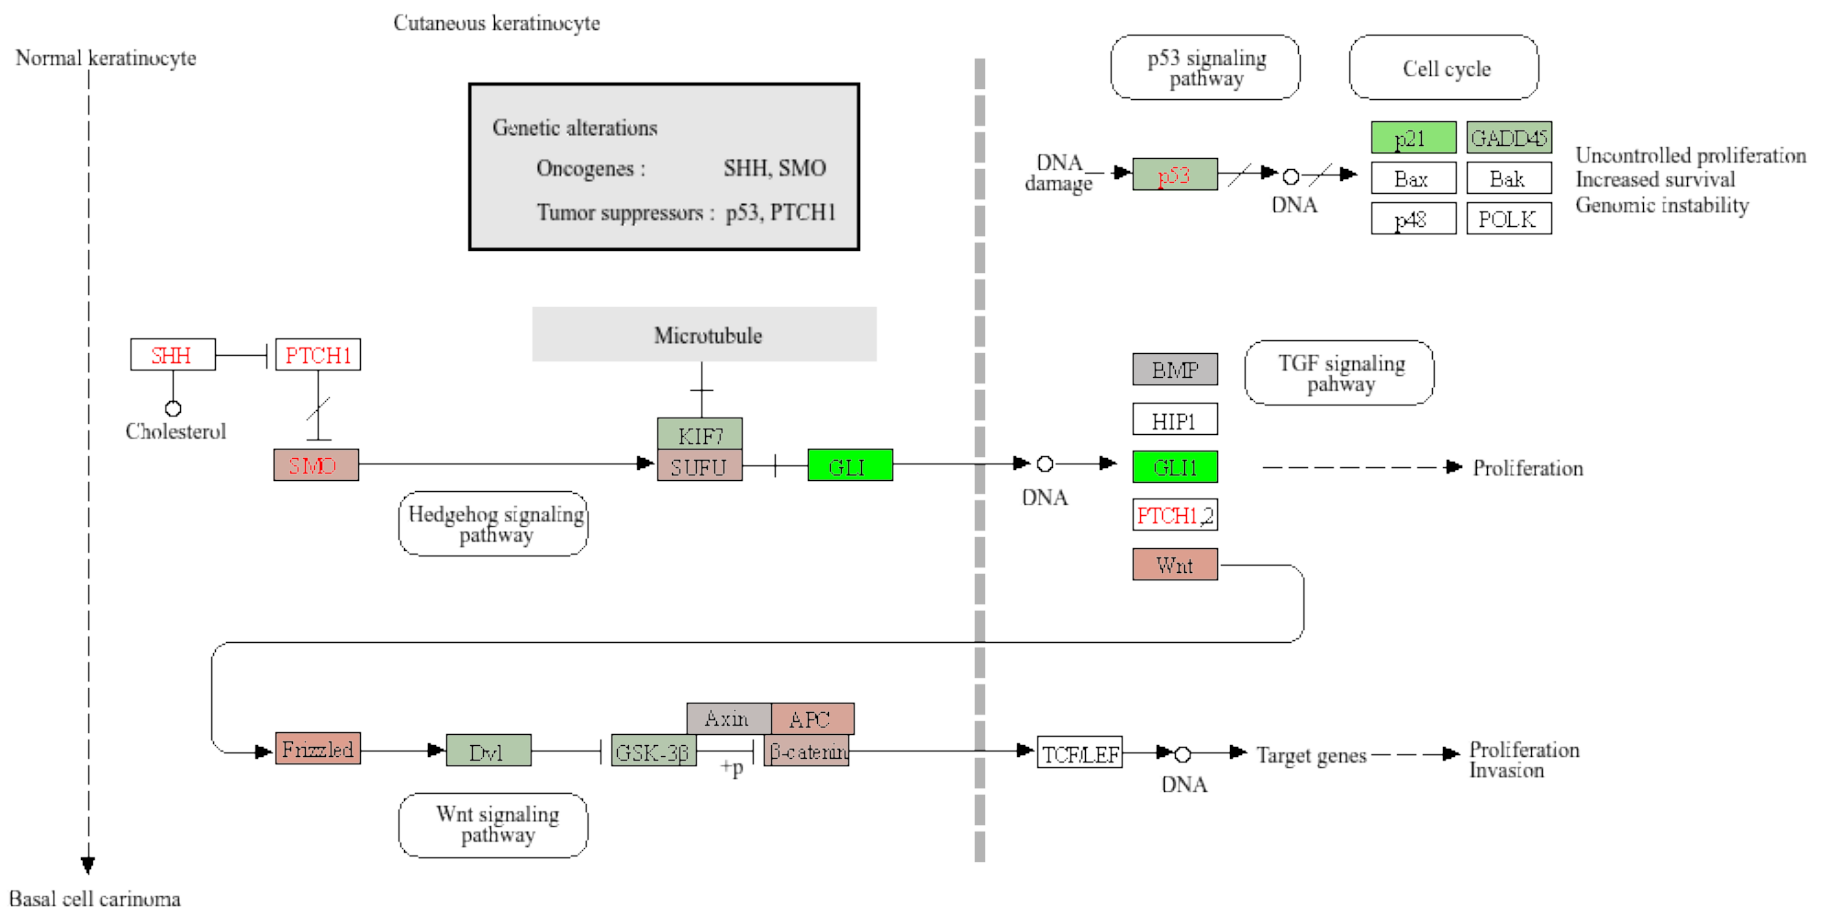 Cutaneous keratinocyte
Normal keratinocyte
Genetic alterations
Oncogenes : SHH, SMO
Tumor suppressors : p53, PTCH1
p53 signaling
pathway
Cell cycle
DNA
damage
p53
DNA
p21
GADD45
Bax
Bak
p48
POLK
Uncontrolled proliferation
Increased survival
Genomic instability
Microtubule
SHH
PTCH1
Cholesterol
SMO
KIF7
SUFU
GLI
Hedgehog signaling
pathway
DNA
BMP
TGF signaling
pahway
HIP1
GLI1
Proliferation
PTCH1,2
Wnt
Frizzled
Dvl
GSK-3β
Axin
APC
β-catenin
+p
Wnt signaling
pathway
TCF/LEF
DNA
Target genes
Proliferation
Invasion
Basal cell carinoma